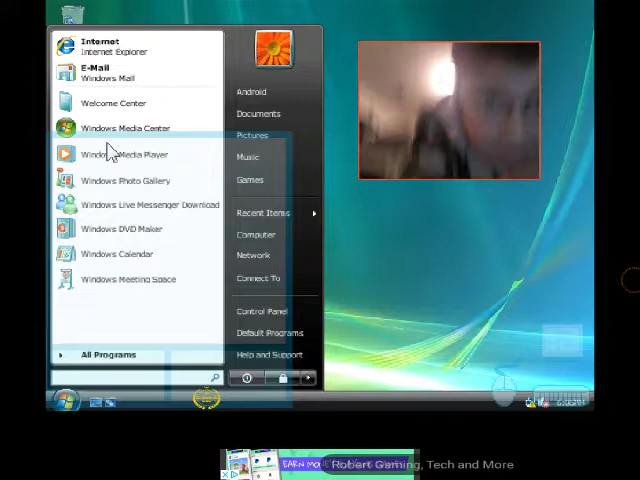 Internet
Internet Explorer
E-Mail
Windows Mail
Welcome Center
Windows Media Center
Windows Media Player
Windows Photo Gallery
Windows Live Messenger Download
Windows DVD Maker
Windows Calendar
Windows Meeting Space
All Programs
Android
Documents
Pictures
Music
Games
Recent Items
Computer
Network
Connect To
Control Panel
Default Programs
Help and Support
EARN
Robert Gaming, Tech and More